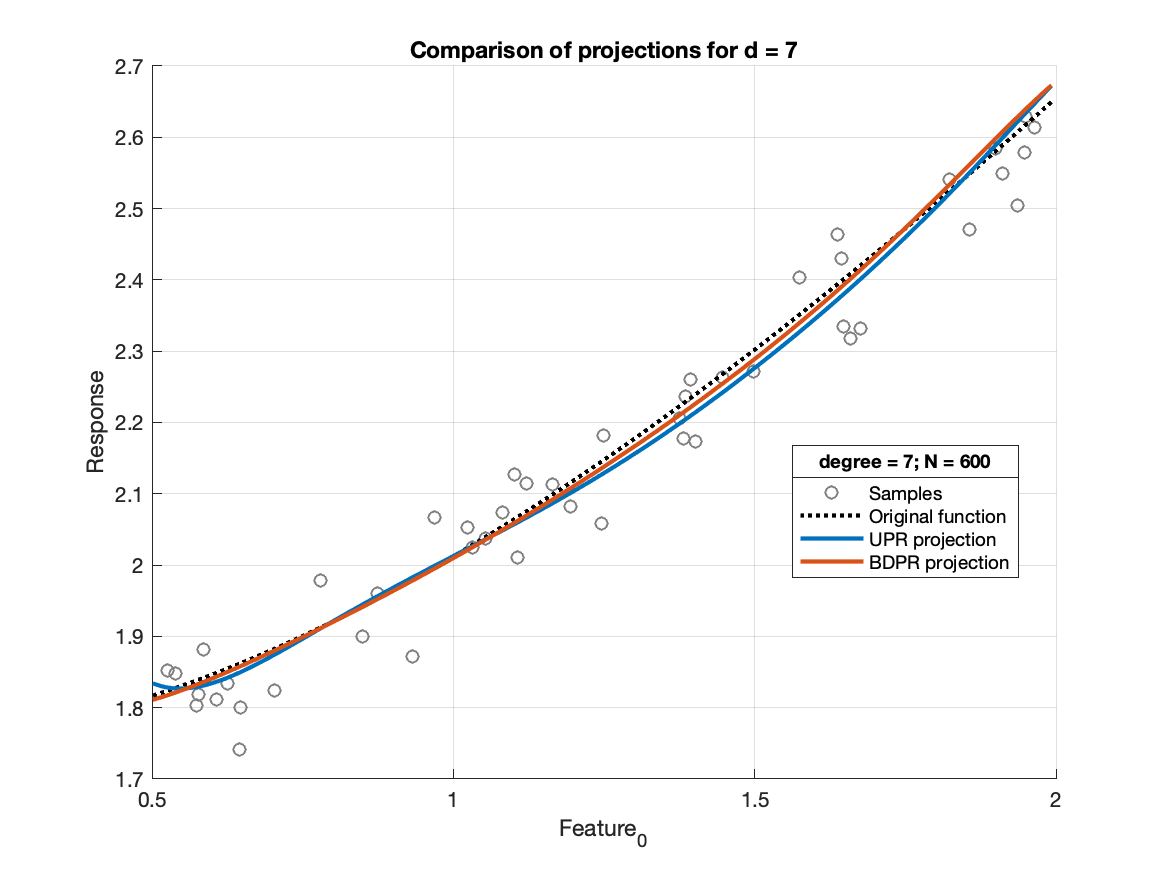 Comparison of projections for d = 7
2.7
2.6
2.5
2.4
2.3
2.2
2.1
2
1.9
1.8
1.7
Response
degree = 7; N = 600
Samples
Original function
UPR projection
BDPR projection
0.5 1 1.5 2
Feature_0